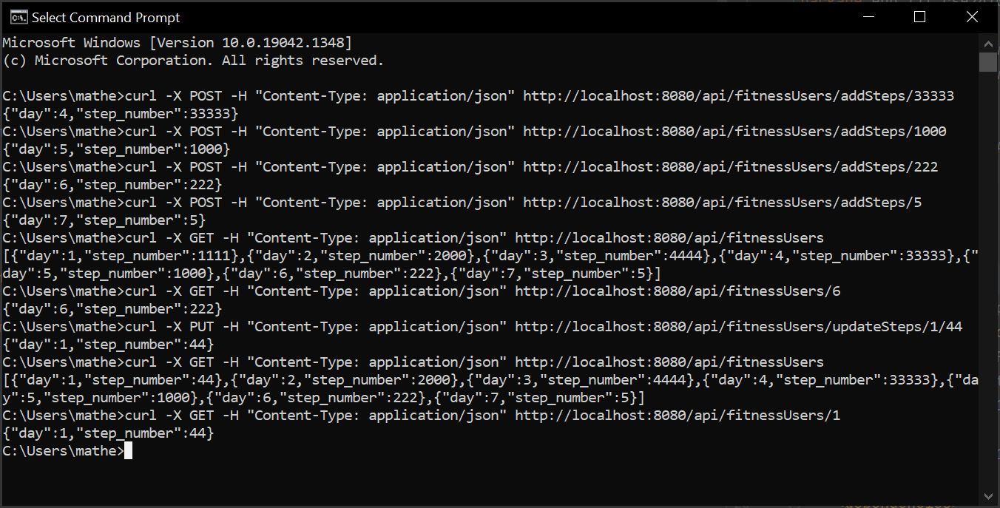 Select Command Prompt
Microsoft Windows [Version 10.0.19042.1348]
(c) Microsoft Corporation. All rights reserved.
C:\Users\mathe>curl -X POST -H "Content-Type: application/json" http://localhost:8080/api/fitnessUsers/addSteps/33333
{"day":4,"step_number":33333}
C:\Users\mathe>curl -X POST -H "Content-Type: application/json" http://localhost:8080/api/fitnessUsers/addSteps/1000
{"day":5,"step_number":1000}
C:\Users\mathe>curl -X POST -H "Content-Type: application/json" http://localhost:8080/api/fitnessUsers/addSteps/222
{"day":6,"step_number":222}
C:\Users\mathe>curl -X POST -H "Content-Type: application/json" http://localhost:8080/api/fitnessUsers/addSteps/5
{"day":7,"step_number":5}
C:\Users\mathe>curl -X GET -H "Content-Type: application/json" http://localhost:8080/api/fitnessUsers
[{"day":1,"step_number":1111},{"day":2,"step_number":2000},{"day":3,"step_number":4444},{"day":4,"step_number":33333},{"
day":5,"step_number":1000},{"day":6,"step_number":222},{"day":7,"step_number":5}]
C:\Users\mathe>curl -X GET -H "Content-Type: application/json" http://localhost:8080/api/fitnessUsers/6
{"day":6,"step_number":222}
C:\Users\mathe>curl -X PUT -H "Content-Type: application/json" http://localhost:8080/api/fitnessUsers/updateSteps/1/44
{"day":1,"step_number":44}
C:\Users\mathe>curl -X GET -H "Content-Type: application/json" http://localhost:8080/api/fitnessUsers
[{"day":1,"step_number":44},{"day":2,"step_number":2000},{"day":3,"step_number":4444},{"day":4,"step_number":33333},{"da
y":5,"step_number":1000},{"day":6,"step_number":222},{"day":7,"step_number":5}]
C:\Users\mathe>curl -X GET -H "Content-Type: application/json" http://localhost:8080/api/fitnessUsers/1
{"day":1,"step_number":44}
C:\Users\mathe>